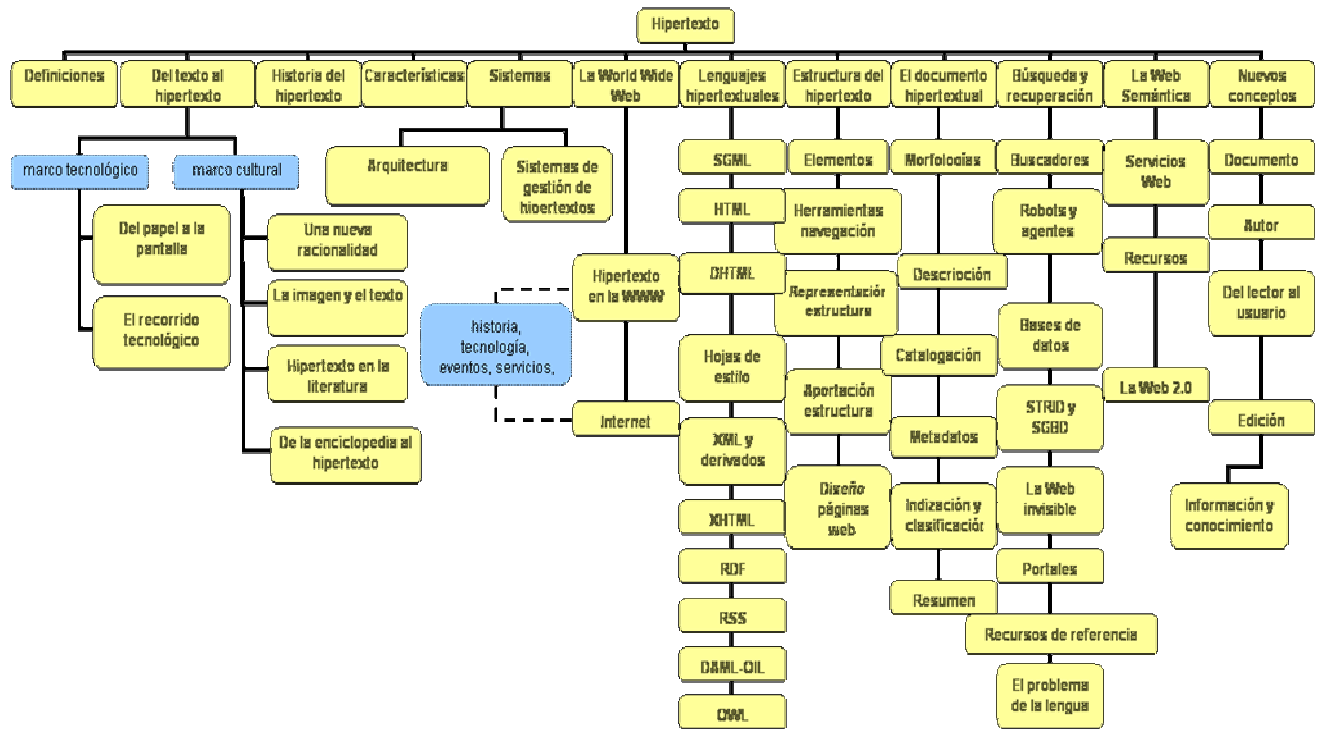 Hipertexto
Definiciones
Del texto al
hipertexto
Historia del
hipertexto
Características
Sistemas
La World Wide
Web
Lenguajes
hipertextuales
Estructura del
hipertexto
El documento
hipertextual
Búsqueda y
recuperación
La Web
Semántica
Nuevos
conceptos
marco tecnológico
marco cultural
Del papel a la
pantalla
El recorrido
tecnológico
Una nueva
racionalidad
La imagen y el texto
Hipertexto en la
literatura
De la enciclopedia al
hipertexto
Arquitectura
Sistemas de
gestión de
hipertextos
Hipertexto
en la WWW
historia,
tecnología,
eventos, servicios,
Internet
SGML
HTML
DHTML
Hojas de
estilo
XML y
derivados
XHTML
RDF
RSS
DAML-OIL
OWL
Elementos
Herramientas
navegación
Representación
estructura
Aportación
estructura
Diseño
páginas
web
Morfologías
Descripción
Catalogación
Metadatos
Indización y
clasificación
Resumen
Buscadores
Robots y
agentes
Bases de
datos
STRID y
SGBD
La Web
invisible
Portales
Recursos de referencia
El problema
de la lengua
Servicios
Web
Recursos
La Web 2.0
Documento
Autor
Del lector al
usuario
Edición
Información y
conocimiento